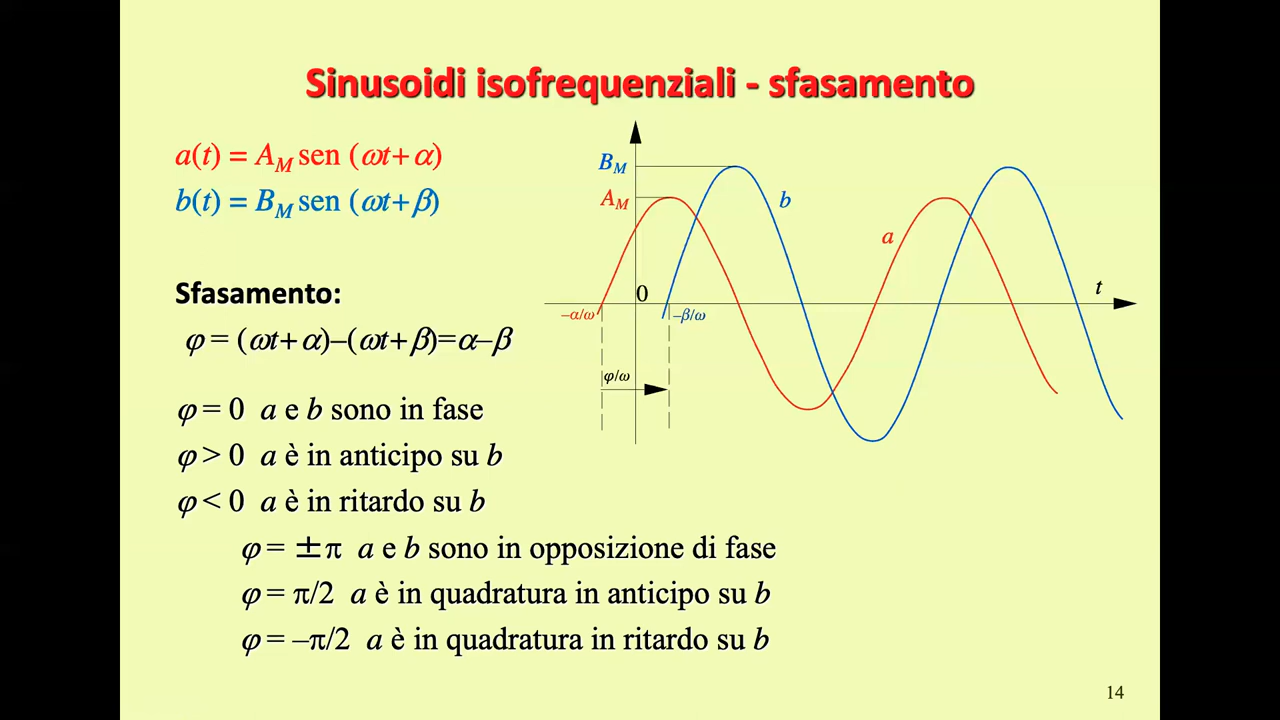 Sinusoidi isofrequenziali - sfasamento
a(t) = A_M sen (ωt+α)
b(t) = B_M sen (ωt+β)
Sfasamento:
φ = (ωt+α)–(ωt+β)=α–β
φ = 0 a e b sono in fase
φ > 0 a è in anticipo su b
φ < 0 a è in ritardo su b
φ = ±π a e b sono in opposizione di fase
φ = π/2 a è in quadratura in anticipo su b
φ = –π/2 a è in quadratura in ritardo su b
B_M
A_M
b
a
0
t
–α/ω
–β/ω
φ/ω
14